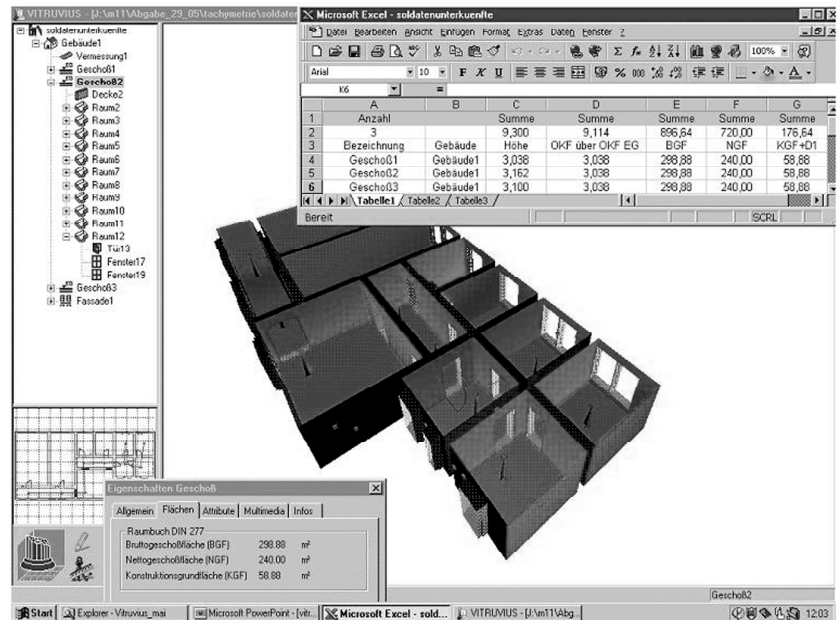 VITRUVIUS - [J:\m11\Abgabe_29_05\tachymetrie\soldaten
soldatenunterkuenfte
Gebäude1
Vermessung1
Geschoß1
Geschoß2
Decke2
Raum2
Raum3
Raum4
Raum5
Raum6
Raum7
Raum8
Raum9
Raum10
Raum11
Raum12
Tür13
Fenster17
Fenster19
Geschoß3
Fassade1
Microsoft Excel - soldatenunterkuenfte
Datei Bearbeiten Ansicht Einfügen Format Extras Daten Fenster ?
100%
Arial 10 F K U % 000
K6 =
A B C D E F G
1 Anzahl Summe Summe Summe Summe Summe
2 3 9,300 9,114 896,64 720,00 176,64
3 Bezeichnung Gebäude Höhe OKF über OKF EG BGF NGF KGF+D1
4 Geschoß1 Gebäude1 3,038 3,038 298,88 240,00 58,88
5 Geschoß2 Gebäude1 3,162 3,038 298,88 240,00 58,88
6 Geschoß3 Gebäude1 3,100 3,038 298,88 240,00 58,88
Tabelle1 Tabelle2 Tabelle3
Bereit SCRL
Eigenschaften Geschoß
Allgemein Flächen Attribute Multimedia Infos
Raumbuch DIN 277
Bruttogeschoßfläche (BGF) 298.88 m²
Nettogeschoßfläche (NGF) 240.00 m²
Konstruktionsgrundfläche (KGF) 58.88 m²
Geschoß2
Start Explorer - Vitruvius_mai Microsoft PowerPoint - [vitr... Microsoft Excel - sold... VITRUVIUS - [J:\m11\Abg... 12:03